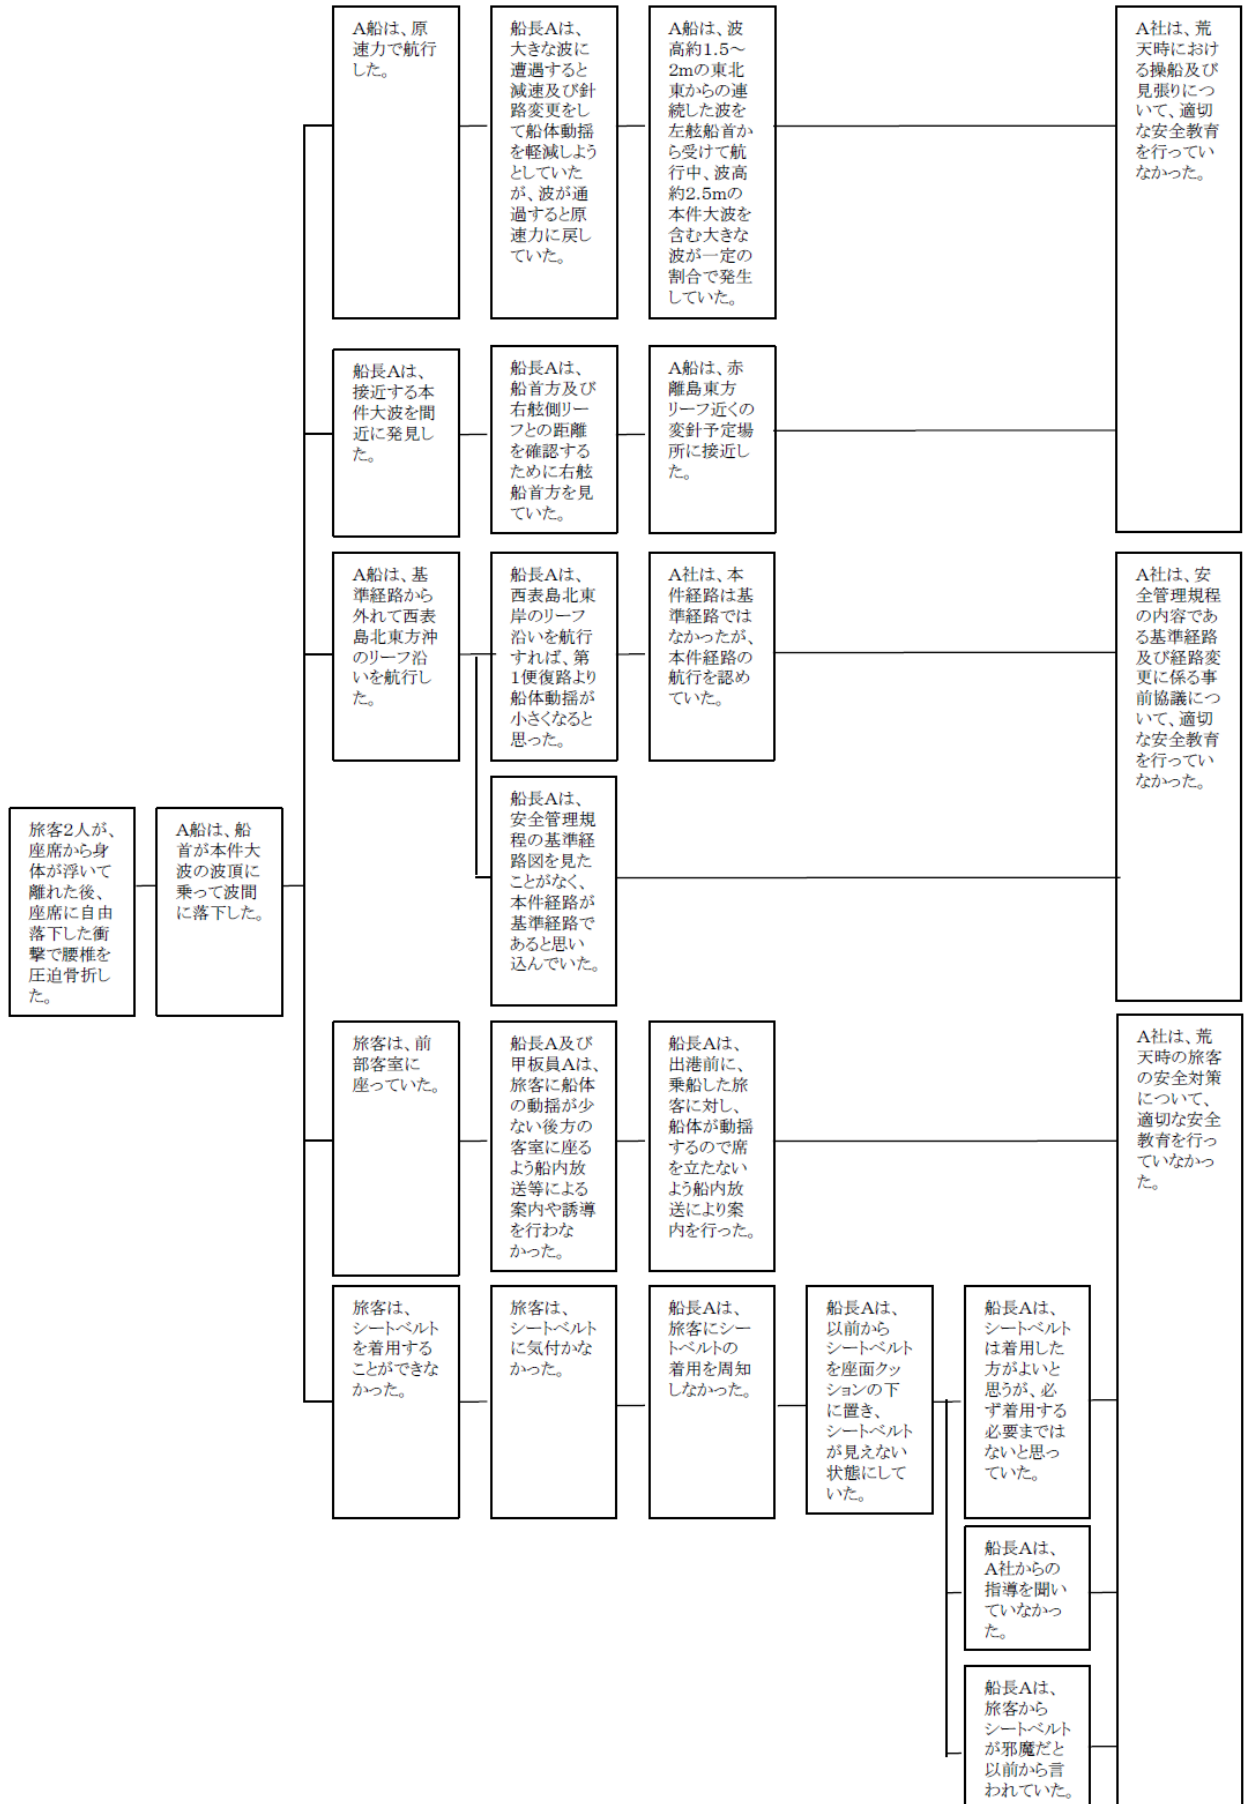 A船は、原
速力で航行
した。
船長Aは、
大きな波に
遭遇すると
減速及び針
路変更をし
て船体動揺
を軽減しよう
としていた
が、波が通
過すると原
速力に戻し
ていた。
A船は、波
高約1.5～
2mの東北
東からの連
続した波を
左舷船首か
ら受けて航
行中、波高
約2.5mの
本件大波を
含む大きな
波が一定の
割合で発生
していた。
A社は、荒
天時におけ
る操船及び
見張りにつ
いて、適切
な安全教育
を行ってい
なかった。
船長Aは、
接近する本
件大波を間
近に発見し
た。
船長Aは、
船首方及び
右舷側リー
フとの距離
を確認する
ために右舷
船首方を見
ていた。
A船は、赤
離島東方
リーフ近くの
変針予定場
所に接近し
た。
A船は、基
準経路から
外れて西表
島北東方沖
のリーフ沿
いを航行し
た。
船長Aは、
西表島北東
岸のリーフ
沿いを航行
すれば、第
1便復路より
船体動揺が
小さくなると
思った。
A社は、本
件経路は基
準経路では
なかったが、
本件経路の
航行を認め
ていた。
A社は、安
全管理規程
の内容であ
る基準経路
及び経路変
更に係る事
前協議につ
いて、適切
な安全教育
を行ってい
なかった。
船長Aは、
安全管理規
程の基準経
路図を見た
ことがなく、
本件経路が
基準経路で
あると思い
込んでいた。
旅客2人が、
座席から身
体が浮いて
離れた後、
座席に自由
落下した衝
撃で腰椎を
圧迫骨折し
た。
A船は、船
首が本件大
波の波頂に
乗って波間
に落下した。
旅客は、前
部客室に
座っていた。
船長A及び
甲板員Aは、
旅客に船体
の動揺が少
ない後方の
客室に座る
よう船内放
送等による
案内や誘導
を行わな
かった。
船長Aは、
出港前に、
乗船した旅
客に対し、
船体が動揺
するので席
を立たない
よう船内放
送により案
内を行った。
A社は、荒
天時の旅客
の安全対策
について、
適切な安全
教育を行っ
ていなかっ
た。
旅客は、
シートベルト
を着用する
ことができな
かった。
旅客は、
シートベルト
に気付かな
かった。
船長Aは、
旅客にシー
トベルトの
着用を周知
しなかった。
船長Aは、
以前から
シートベルト
を座面クッ
ションの下
に置き、
シートベルト
が見えない
状態にして
いた。
船長Aは、
シートベルト
は着用した
方がよいと
思うが、必
ず着用する
必要までは
ないと思っ
ていた。
船長Aは、
A社からの
指導を聞い
ていなかっ
た。
船長Aは、
旅客から
シートベルト
が邪魔だと
以前から言
われていた。